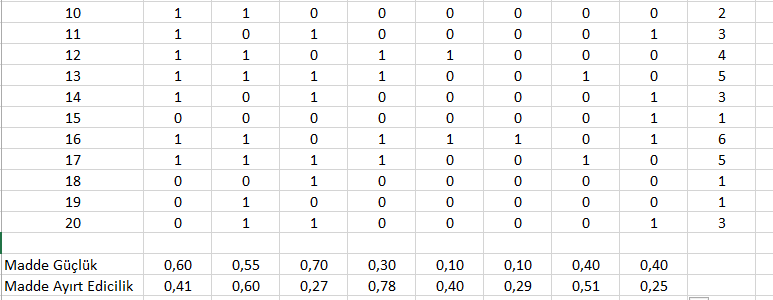 10 1 1 0 0 0 0 0 0 2
11 1 0 1 0 0 0 0 1 3
12 1 1 0 1 1 0 0 0 4
13 1 1 1 1 0 0 1 0 5
14 1 0 1 0 0 0 0 1 3
15 0 0 0 0 0 0 0 1 1
16 1 1 0 1 1 1 0 1 6
17 1 1 1 1 0 0 1 0 5
18 0 0 1 0 0 0 0 0 1
19 0 1 0 0 0 0 0 0 1
20 0 1 1 0 0 0 0 1 3
Madde Güçlük 0,60 0,55 0,70 0,30 0,10 0,10 0,40 0,40
Madde Ayırt Edicilik 0,41 0,60 0,27 0,78 0,40 0,29 0,51 0,25